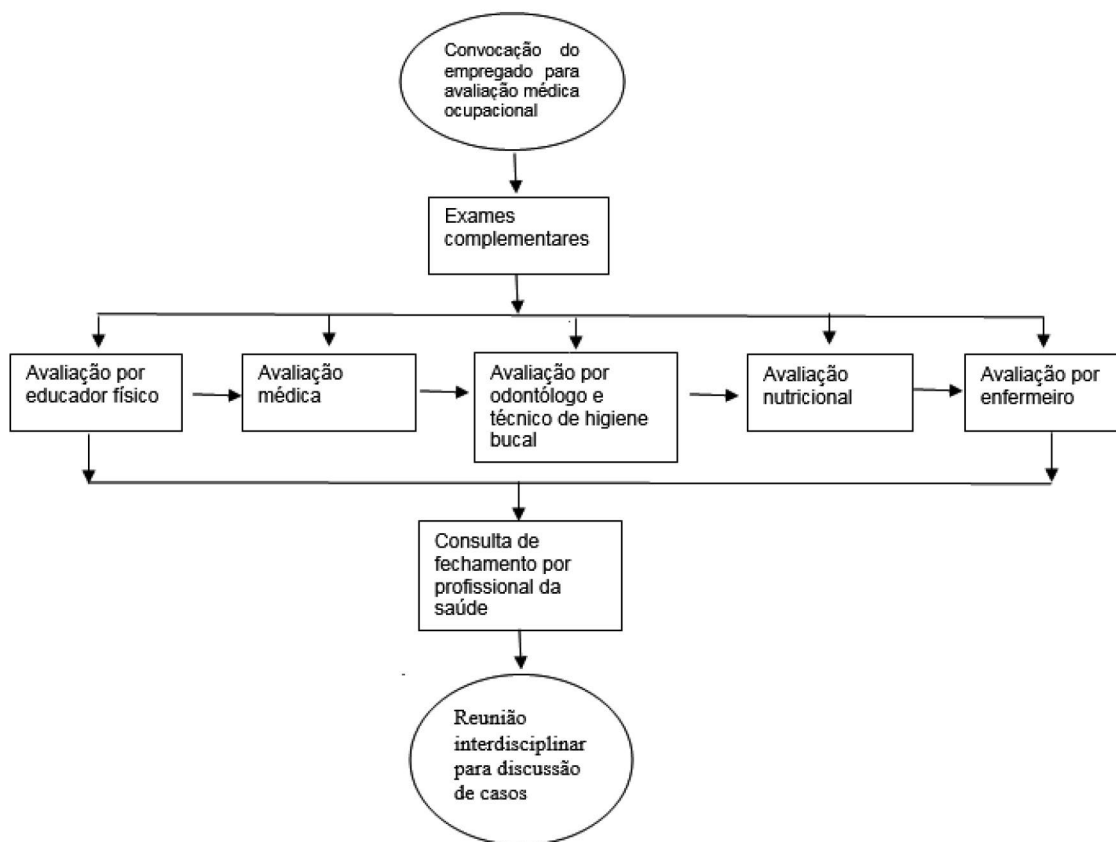 Convocação do
empregado para
avaliação médica
ocupacional
Exames
complementares
Avaliação por
educador físico
Avaliação
médica
Avaliação por
odontólogo e
técnico de higiene
bucal
Avaliação
nutricional
Avaliação por
enfermeiro
Consulta de
fechamento por
profissional da
saúde
Reunião
interdisciplinar
para discussão
de casos